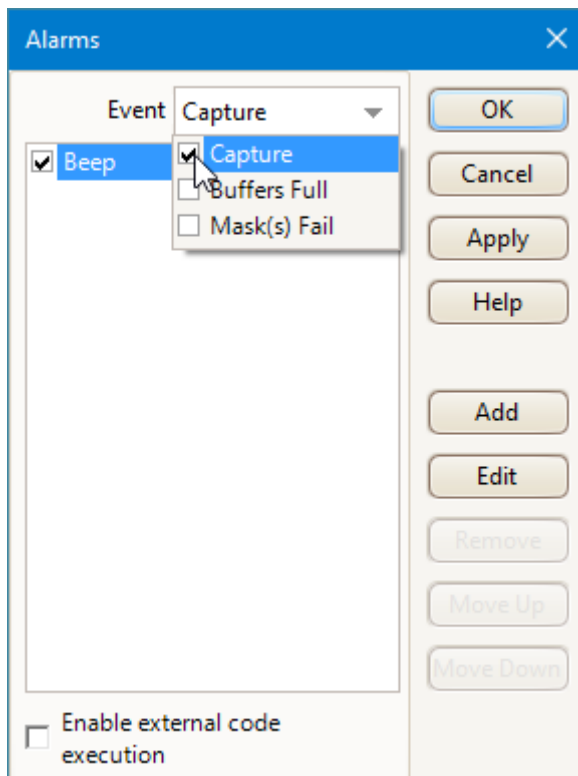 Alarms
Event
Capture
Beep
Capture
Buffers Full
Mask(s) Fail
OK
Cancel
Apply
Help
Add
Edit
Remove
Move Up
Move Down
Enable external code
execution